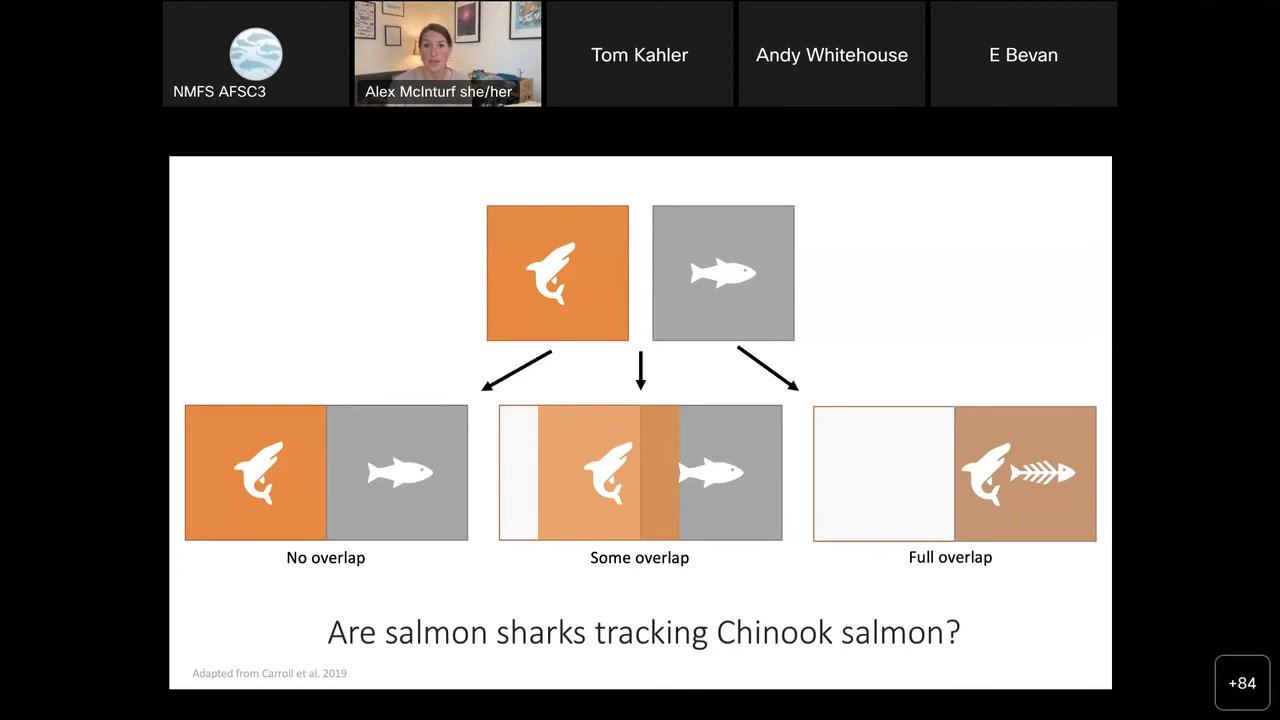 NMFS AFSC3
Alex McInturf she/her
Tom Kahler
Andy Whitehouse
E Bevan
No overlap
Some overlap
Full overlap
Are salmon sharks tracking Chinook salmon?
Adapted from Carroll et al. 2019
+84